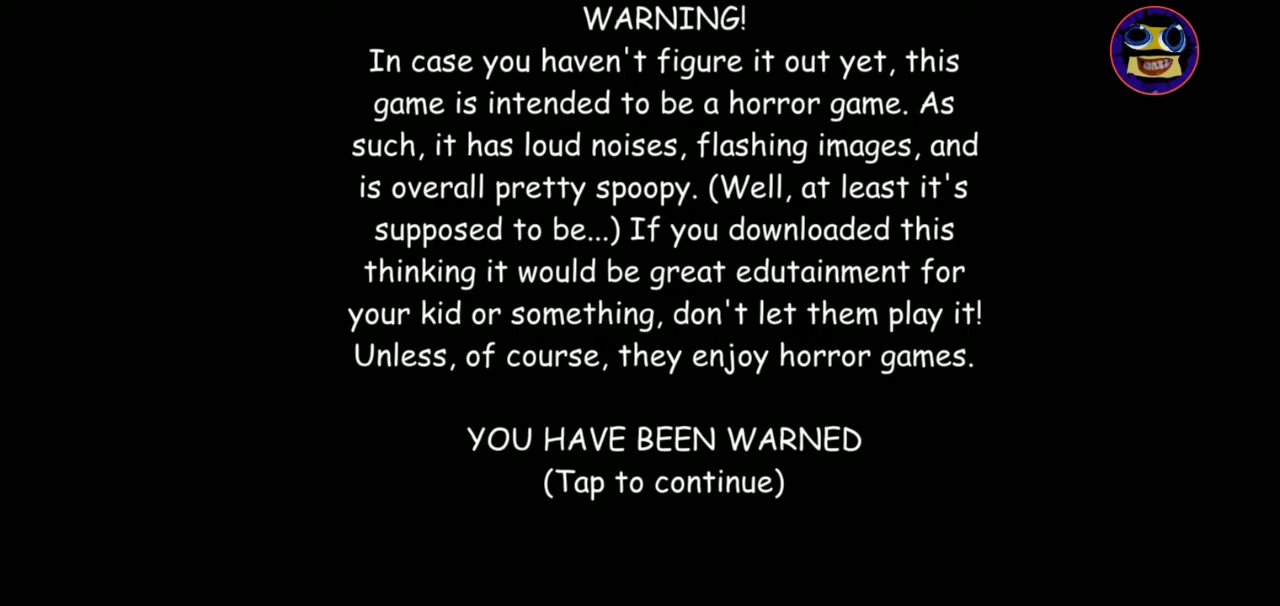 WARNING!
In case you haven't figure it out yet, this
game is intended to be a horror game. As
such, it has loud noises, flashing images, and
is overall pretty spoopy. (Well, at least it's
supposed to be...) If you downloaded this
thinking it would be great edutainment for
your kid or something, don't let them play it!
Unless, of course, they enjoy horror games.
YOU HAVE BEEN WARNED
(Tap to continue)